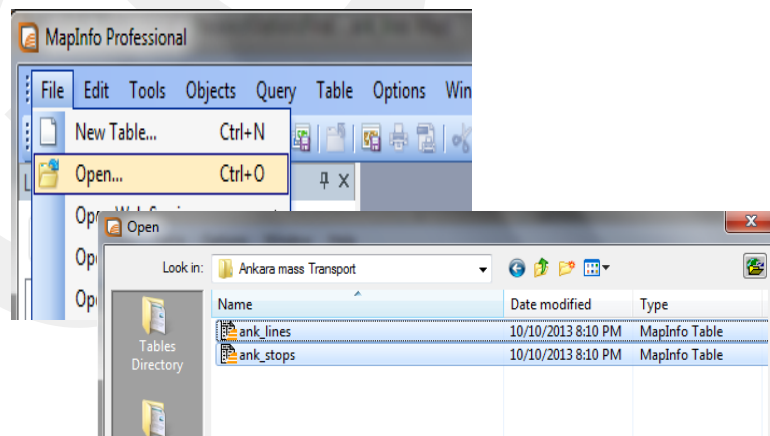 MapInfo Professional
File Edit Tools Objects Query Table Options Win
New Table... Ctrl+N
Open... Ctrl+O
Open
Look in: Ankara mass Transport
Name Date modified Type
ank_lines 10/10/2013 8:10 PM MapInfo Table
ank_stops 10/10/2013 8:10 PM MapInfo Table
Tables
Directory